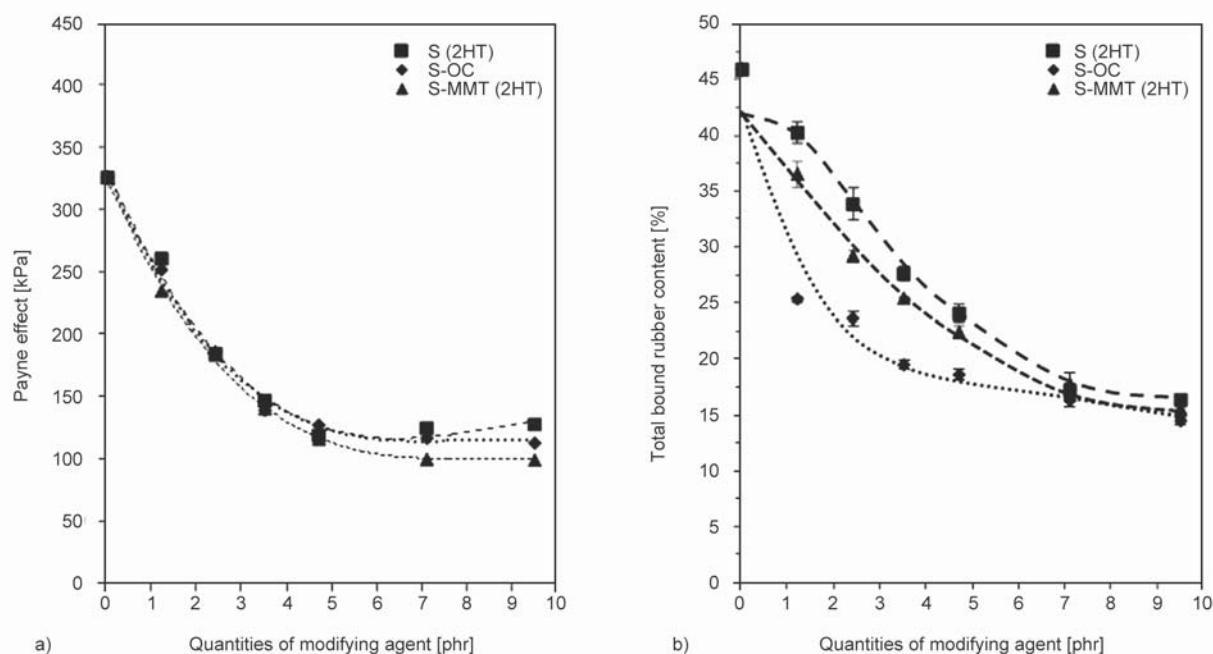 450
400
350
300
250
200
150
100
50
0
Payne effect [kPa]
S (2HT)
S-OC
S-MMT (2HT)
0 1 2 3 4 5 6 7 8 9 10
a) Quantities of modifying agent [phr]
50
45
40
35
30
25
20
15
10
5
0
Total bound rubber content [%]
S (2HT)
S-OC
S-MMT (2HT)
0 1 2 3 4 5 6 7 8 9 10
b) Quantities of modifying agent [phr]